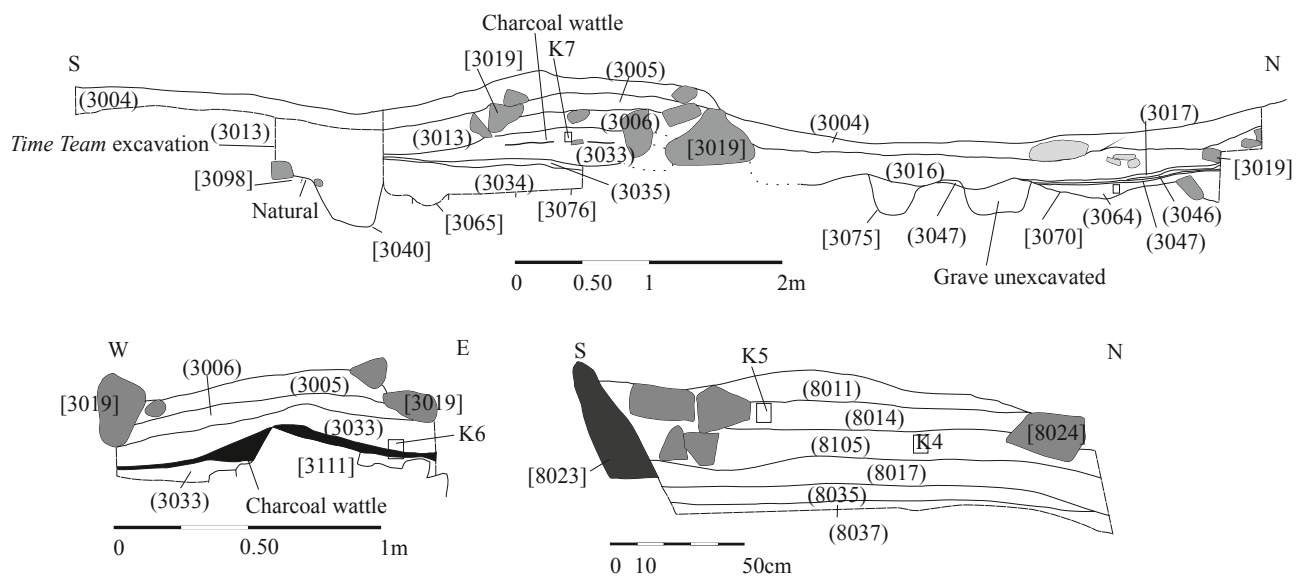 Charcoal wattle
K7
S
[3019]
(3005)
N
(3004)
(3017)
(3006)
(3013)
(3013)
(3004)
Time Team excavation
(3033)
[3019]
[3019]
[3098]
(3034)
(3016)
(3035)
Natural
[3065]
[3076]
(3064)
(3046)
[3040]
[3075]
(3047)
[3070]
(3047)
Grave unexcavated
0 0.50 1 2m
W
E
(3006)
(3005)
[3019]
[3019]
(3033)
K6
[3111]
(3033)
Charcoal wattle
0 0.50 1m
S
K5
N
(8011)
(8014)
(8105)
K4
[8024]
[8023]
(8017)
(8035)
(8037)
0 10 50cm